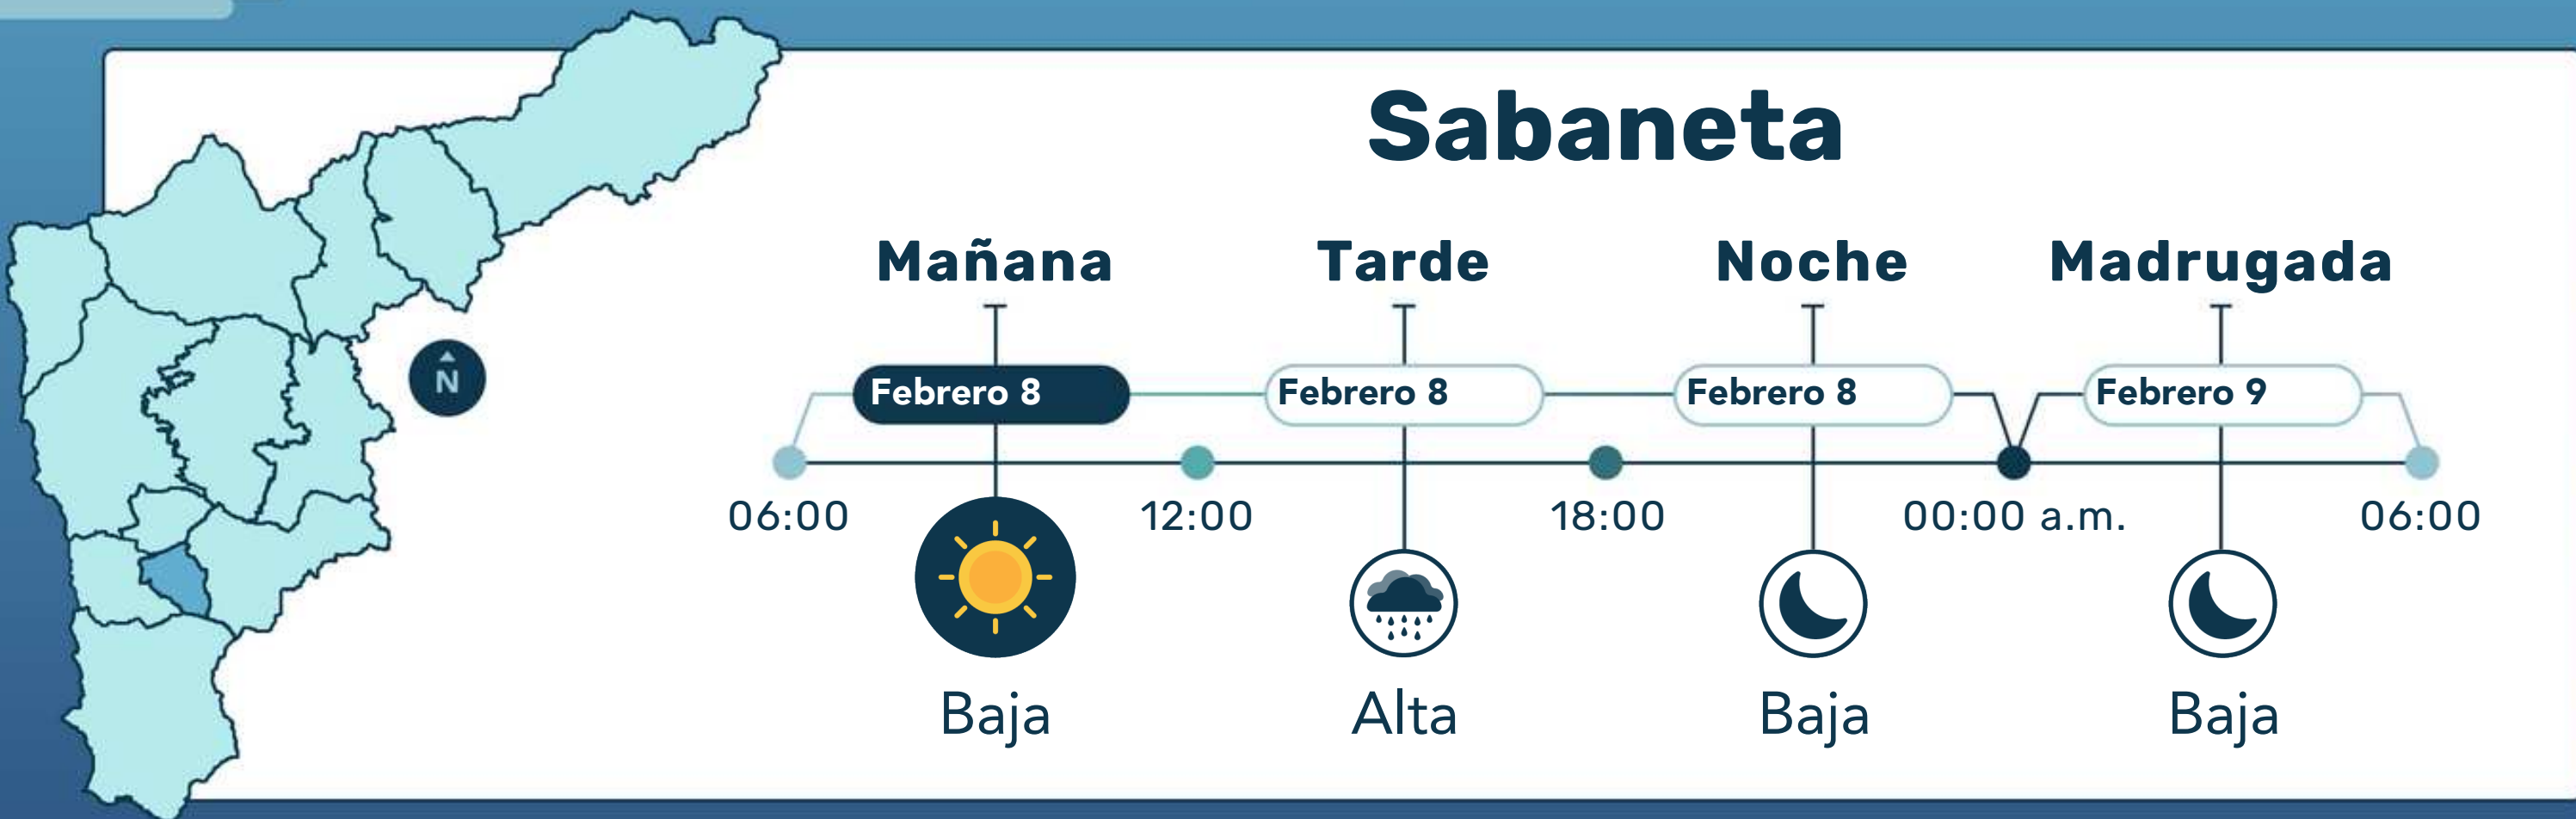 Sabaneta
Mañana Tarde Noche Madrugada
Febrero 8 Febrero 8 Febrero 8 Febrero 9
N
06:00 12:00 18:00 00:00 a.m. 06:00
Baja Alta Baja Baja